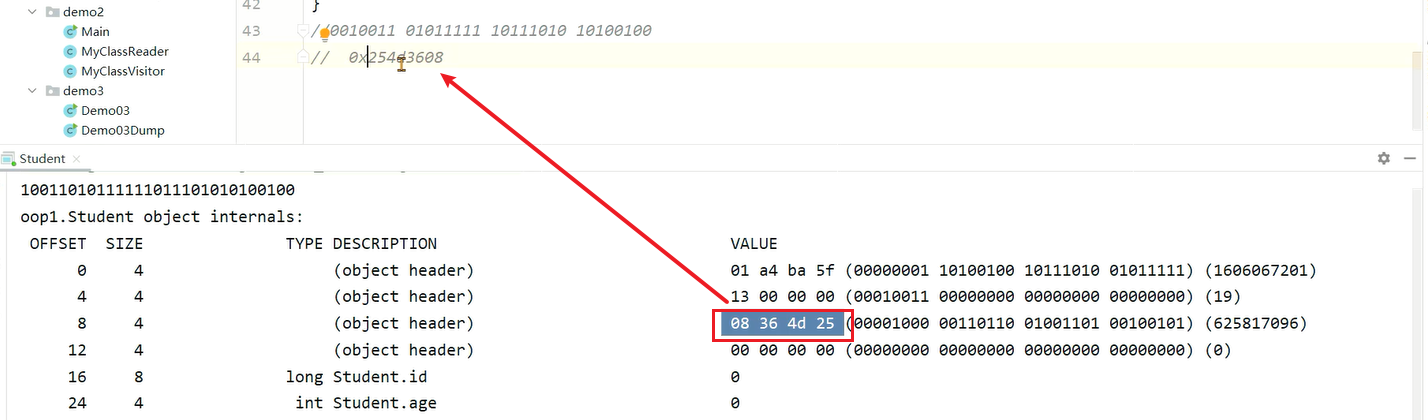 demo2
Main
MyClassReader
MyClassVisitor
demo3
Demo03
Demo03Dump
42 }
43 //0010011 01011111 10111010 10100100
44 // 0x254d3608
Student
100110101111111011101010100100
oop1.Student object internals:
OFFSET SIZE TYPE DESCRIPTION VALUE
0 4 (object header) 01 a4 ba 5f (00000001 10100100 10111010 01011111) (1606067201)
4 4 (object header) 13 00 00 00 (00010011 00000000 00000000 00000000) (19)
8 4 (object header) 08 36 4d 25 (00001000 00110110 01001101 00100101) (625817096)
12 4 (object header) 00 00 00 00 (00000000 00000000 00000000 00000000) (0)
16 8 long Student.id 0
24 4 int Student.age 0